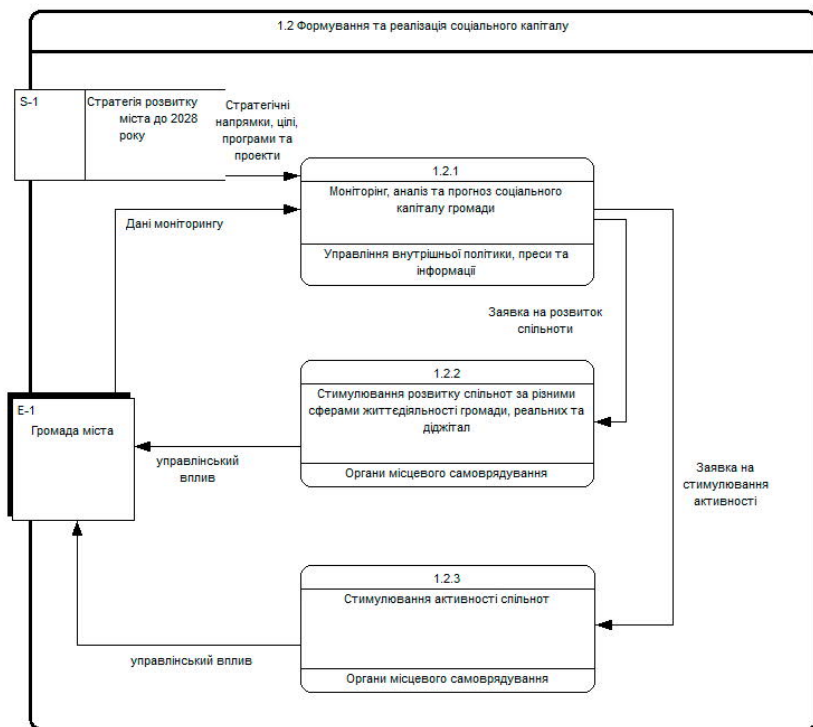 1.2 Формування та реалізація соціального капіталу
S-1
Стратегія розвитку
міста до 2028
року
Стратегічні
напрямки, цілі,
програми та
проекти
1.2.1
Моніторінг, аналіз та прогноз соціального
капіталу громади
Управління внутрішньої політики, преси та
інформації
Дані моніторингу
Заявка на розвиток
спільноти
1.2.2
Стимулювання розвитку спільнот за різними
сферами життєдіяльності громади, реальних та
діджітал
Органи місцевого самоврядування
E-1
Громада міста
управлінський
вплив
Заявка на
стимулювання
активності
1.2.3
Стимулювання активності спільнот
Органи місцевого самоврядування
управлінський вплив